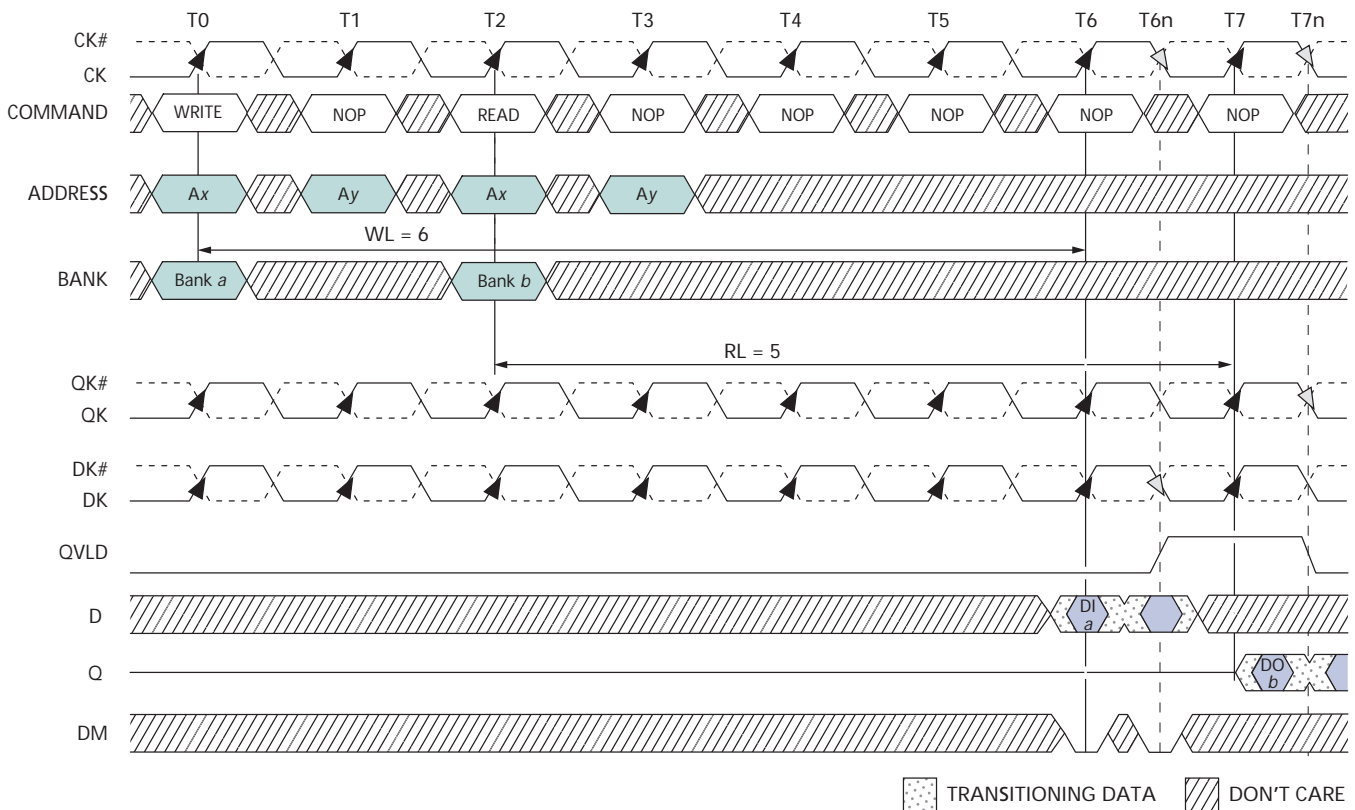 T0 T1 T2 T3 T4 T5 T6 T6n T7 T7n
CK#
CK
COMMAND WRITE NOP READ NOP NOP NOP NOP NOP
ADDRESS Ax Ay Ax Ay
WL = 6
BANK Bank a Bank b
RL = 5
QK#
QK
DK#
DK
QVLD
D DI a
Q DO b
DM
TRANSITIONING DATA DON'T CARE